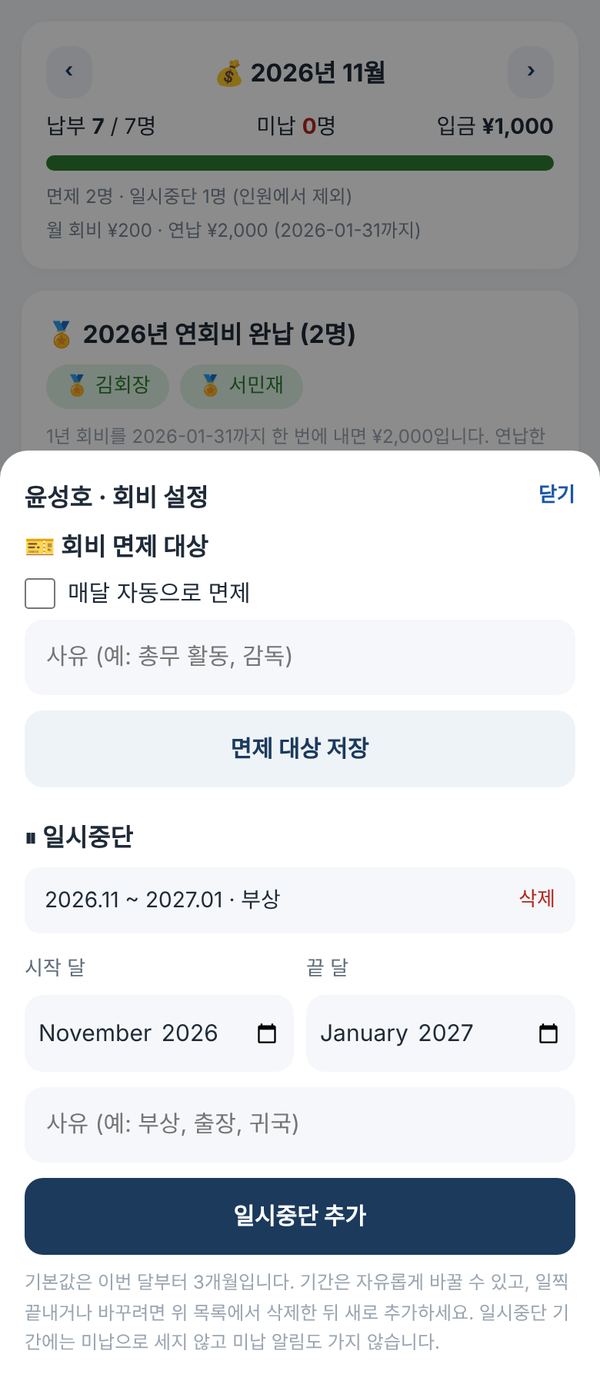 ‹
💰 2026년 11월
›
납부 7 / 7명
미납 0명
입금 ¥1,000
면제 2명 · 일시중단 1명 (인원에서 제외)
월 회비 ¥200 · 연납 ¥2,000 (2026-01-31까지)
🏅 2026년 연회비 완납 (2명)
🏅 김회장
🏅 서민재
1년 회비를 2026-01-31까지 한 번에 내면 ¥2,000입니다. 연납한
윤성호 · 회비 설정
닫기
🎫 회비 면제 대상
매달 자동으로 면제
사유 (예: 총무 활동, 감독)
면제 대상 저장
⏸ 일시중단
2026.11 ~ 2027.01 · 부상
삭제
시작 달
끝 달
November 2026
January 2027
사유 (예: 부상, 출장, 귀국)
일시중단 추가
기본값은 이번 달부터 3개월입니다. 기간은 자유롭게 바꿀 수 있고, 일찍
끝내거나 바꾸려면 위 목록에서 삭제한 뒤 새로 추가하세요. 일시중단 기
간에는 미납으로 세지 않고 미납 알림도 가지 않습니다.